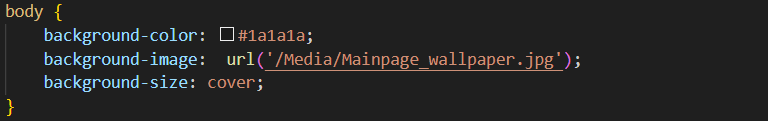 body {
    background-color: #1a1a1a;
    background-image:  url('/Media/Mainpage_wallpaper.jpg');
    background-size: cover;
}